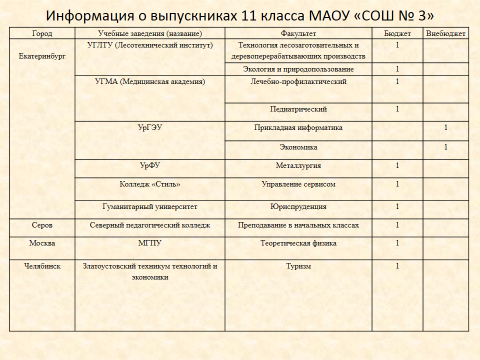 Информация о выпускниках 11 класса МАОУ «СОШ № 3»
Город Учебные заведения (название) Факультет Бюджет Внебюджет
Екатеринбург УГЛТУ (Лесотехнический институт) Технология лесозаготовительных и 1
деревоперерабатывающих производств
Экология и природопользование 1
УГМА (Медицинская академия) Лечебно-профилактический 1
Педиатрический 1
УрГЭУ Прикладная информатика 1
Экономика 1
УрФУ Металлургия 1
Колледж «Стиль» Управление сервисом 1
Гуманитарный университет Юриспруденция 1
Серов Северный педагогический колледж Преподавание в начальных классах 1
Москва МГПУ Теоретическая физика 1
Челябинск Златоустовский техникум технологий и Туризм 1
экономики